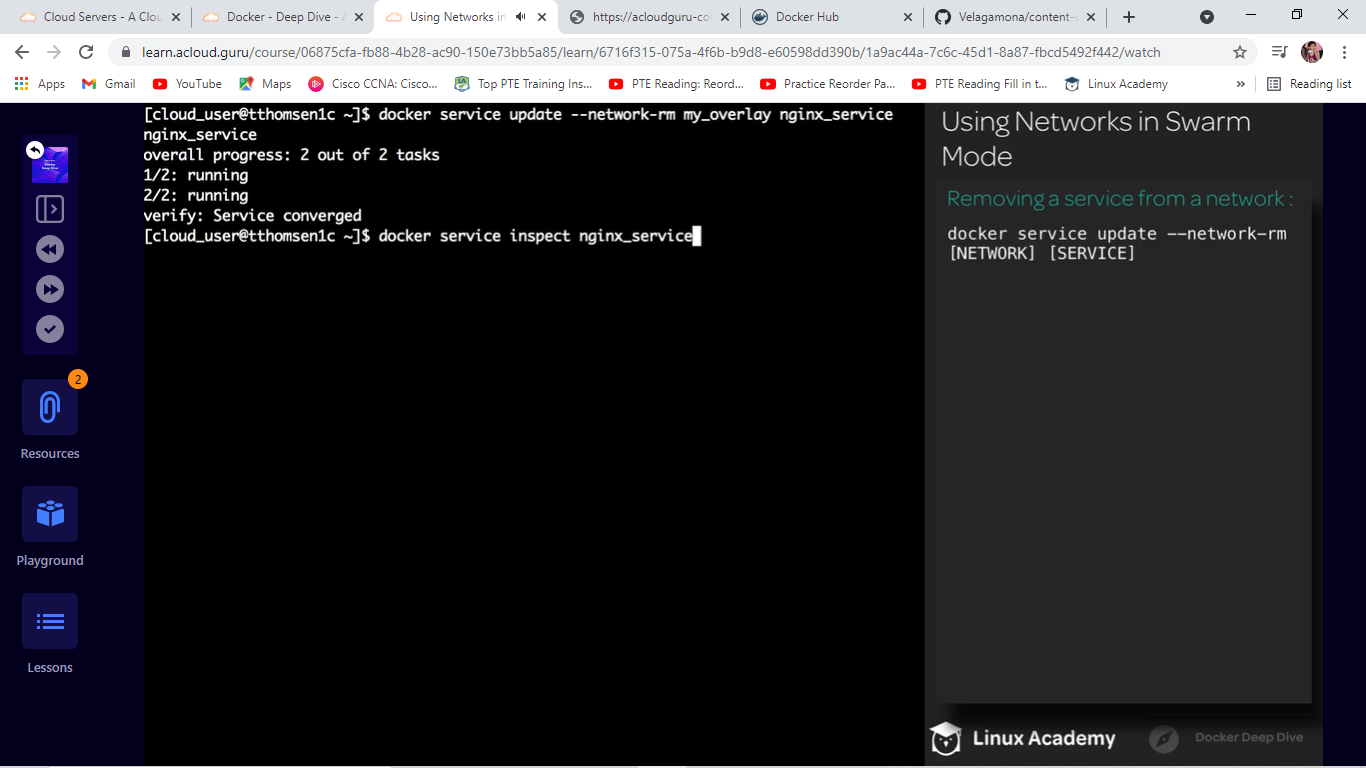 Cloud Servers - A Clou
Docker - Deep Dive - A
Using Networks in
https://acloudguru-co
Docker Hub
Velagamona/content-
learn.acloud.guru/course/06875cfa-fb88-4b28-ac90-150e73bb5a85/learn/6716f315-075a-4f6b-b9d8-e60598dd390b/1a9ac44a-7c6c-45d1-8a87-fbcd5492f442/watch
Apps
Gmail
YouTube
Maps
Cisco CCNA: Cisco...
Top PTE Training Ins...
PTE Reading: Reord...
Practice Reorder Pa...
PTE Reading Fill in t...
Linux Academy
»
Reading list
Docker
Deep Dive
2
Resources
Playground
Lessons
[cloud_user@tthomsen1c ~]$ docker service update --network-rm my_overlay nginx_service
nginx_service
overall progress: 2 out of 2 tasks
1/2: running
2/2: running
verify: Service converged
[cloud_user@tthomsen1c ~]$ docker service inspect nginx_service
Using Networks in Swarm
Mode
Removing a service from a network :
docker service update --network-rm
[NETWORK] [SERVICE]
Linux Academy
Docker Deep Dive